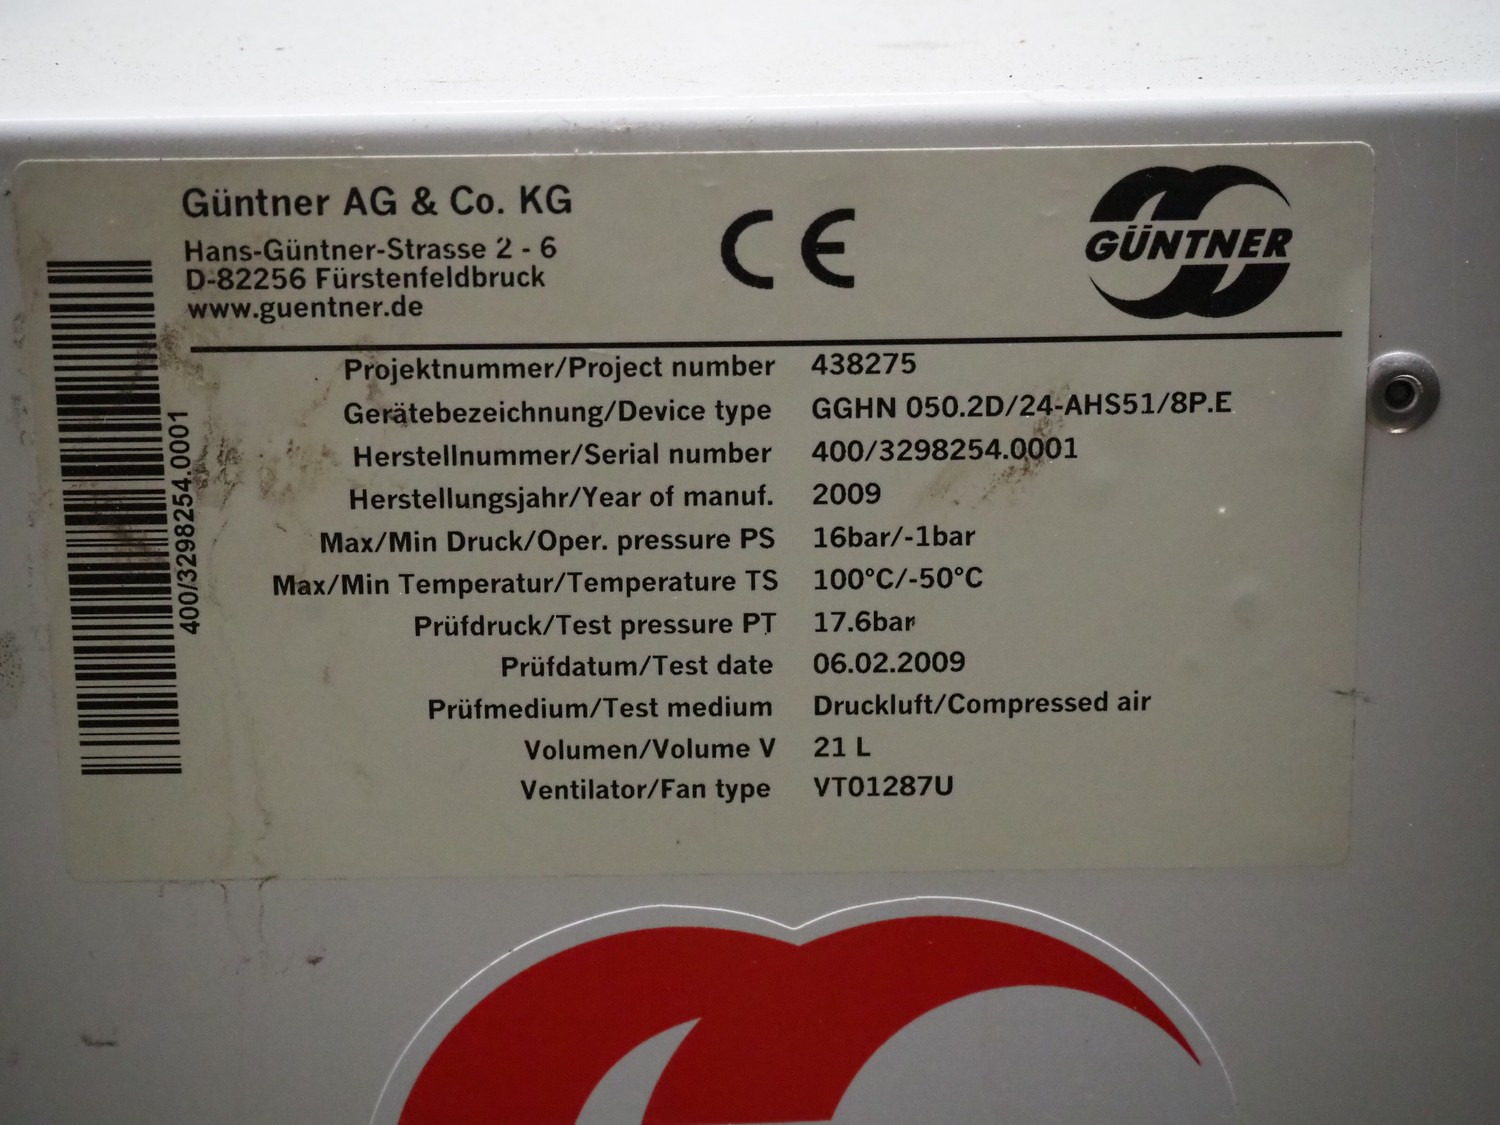 Güntner AG & Co. KG
Hans-Güntner-Strasse 2 - 6
D-82256 Fürstenfeldbruck
www.guentner.de
CE
GÜNTNER
400/3298254.0001
Projektnummer/Project number 438275
Gerätebezeichnung/Device type GGHN 050.2D/24-AHS51/8P.E
Herstellnummer/Serial number 400/3298254.0001
Herstellungsjahr/Year of manuf. 2009
Max/Min Druck/Oper. pressure PS 16bar/-1bar
Max/Min Temperatur/Temperature TS 100°C/-50°C
Prüfdruck/Test pressure PT 17.6bar
Prüfdatum/Test date 06.02.2009
Prüfmedium/Test medium Druckluft/Compressed air
Volumen/Volume V 21 L
Ventilator/Fan type VT01287U